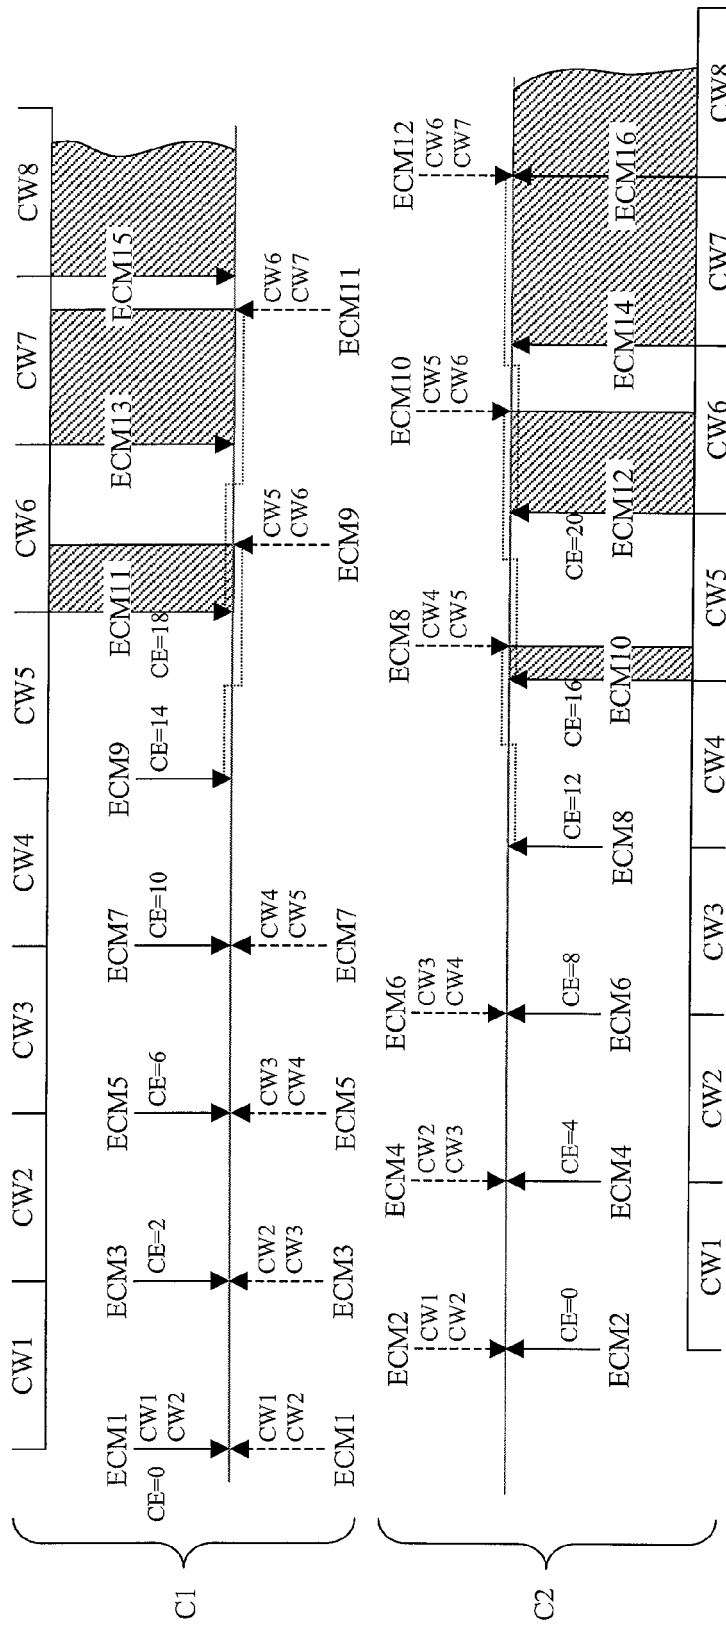 C1
CW1 CW2 CW3 CW4 CW5 CW6 CW7 CW8
ECM1 ECM3 ECM5 ECM7 ECM9 ECM11 ECM13 ECM15
CE=0 CW1 CE=2 CE=6 CE=10 CE=14 CE=18
CW2
CW1 CW2 CW3 CW4 CW5 CW6
CW2 CW3 CW4 CW5 CW6 CW7
ECM1 ECM3 ECM5 ECM7 ECM9 ECM11
C2
ECM2 ECM4 ECM6 ECM8 ECM10 ECM12
CW1 CW2 CW3 CW4 CW5 CW6
CW2 CW3 CW4 CW5 CW6 CW7
CE=0 CE=4 CE=8 CE=12 CE=16 CE=20
ECM2 ECM4 ECM6 ECM8 ECM10 ECM12 ECM14 ECM16
CW1 CW2 CW3 CW4 CW5 CW6 CW7 CW8